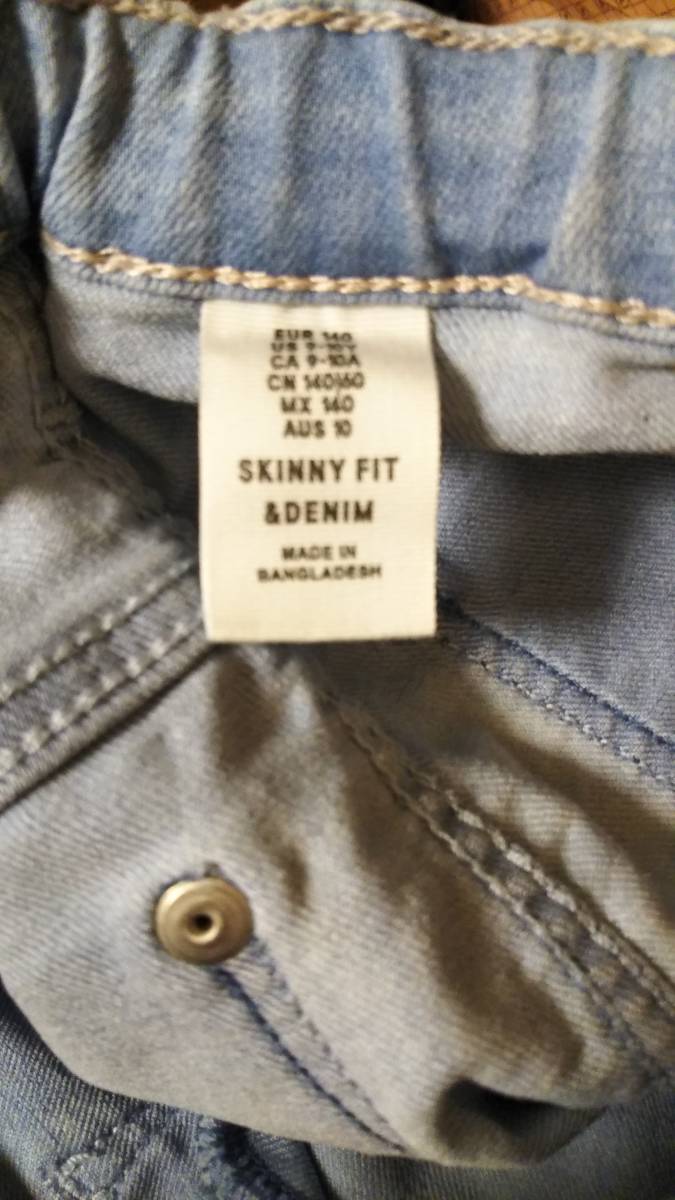 EUR 140
US 9-10Y
CA 9-10A
CN 140/60
MX 140
AUS 10
SKINNY FIT
&DENIM
MADE IN
BANGLADESH